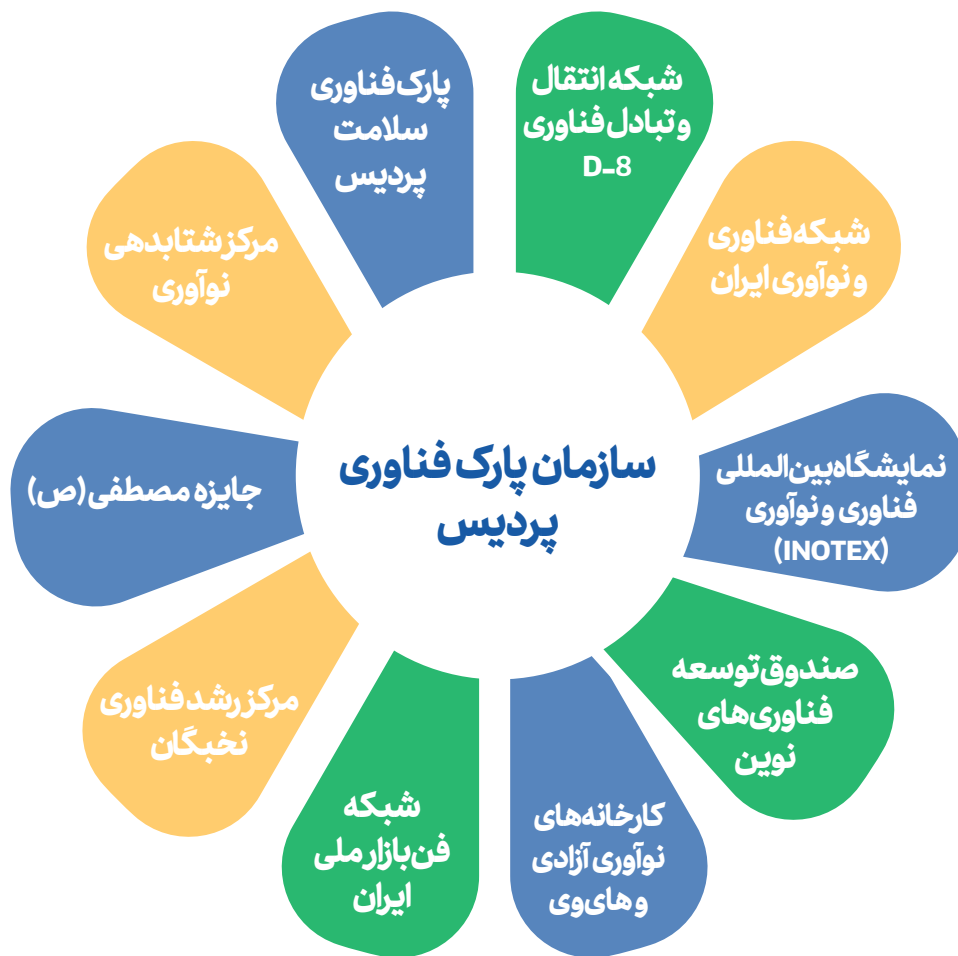 سازمان پارک فناوری
پردیس
شبکه انتقال
و تبادل فناوری
D-8
شبکه فناوری
و نوآوری ایران
نمایشگاه بین‌المللی
فناوری و نوآوری
(INOTEX)
صندوق توسعه
فناوری‌های
نوین
کارخانه‌های
نوآوری آزادی
و های‌وی
شبکه
فن بازار ملی
ایران
مرکز رشد فناوری
نخبگان
جایزه مصطفی (ص)
مرکز شتابدهی
نوآوری
پارک فناوری
سلامت
پردیس